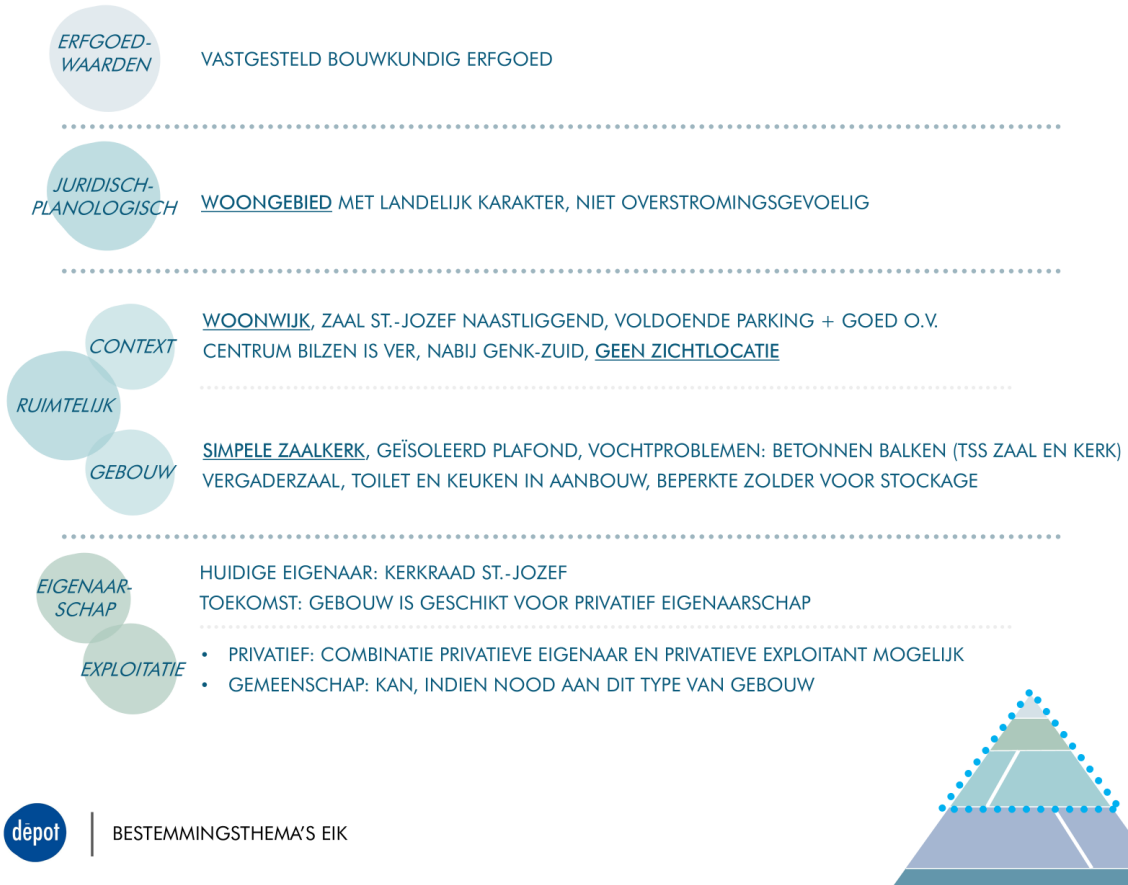 ERFGOED-
WAARDEN
VASTGESTELD BOUWKUNDIG ERFGOED
JURIDISCH-
PLANOLOGISCH
WOONGEBIED MET LANDELIJK KARAKTER, NIET OVERSTROMINGSGEVOELIG
RUIMTELIJK
CONTEXT
WOONWIJK, ZAAL ST.-JOZEF NAASTLIGGEND, VOLDOENDE PARKING + GOED O.V.
CENTRUM BILZEN IS VER, NABIJ GENK-ZUID, GEEN ZICHTLOCATIE
GEBOUW
SIMPELE ZAALKERK, GEÏSOLEERD PLAFOND, VOCHTPROBLEMEN: BETONNEN BALKEN (TSS ZAAL EN KERK)
VERGADERZAAL, TOILET EN KEUKEN IN AANBOUW, BEPERKTE ZOLDER VOOR STOCKAGE
EIGENAAR-
SCHAP
HUIDIGE EIGENAAR: KERKRAAD ST.-JOZEF
TOEKOMST: GEBOUW IS GESCHIKT VOOR PRIVATIEF EIGENAARSCHAP
EXPLOITATIE
• PRIVATIEF: COMBINATIE PRIVATIEVE EIGENAAR EN PRIVATIEVE EXPLOITANT MOGELIJK
• GEMEENSCHAP: KAN, INDIEN NOOD AAN DIT TYPE VAN GEBOUW
dēpot
BESTEMMINGSTHEMA'S EIK